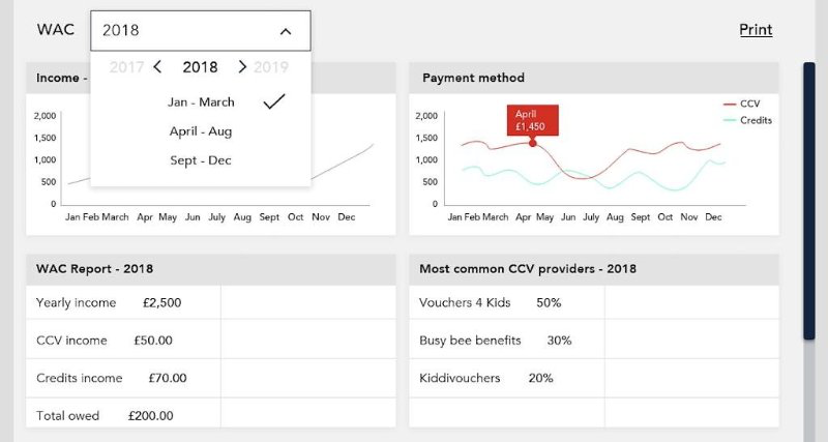 WAC 2018 Print
2017 < 2018 > 2019
Jan - March
April - Aug
Sept - Dec
Income -
2,000
1,500
1,000
500
0
Jan Feb March Apr May Jun July Aug Sept Oct Nov Dec
Payment method
CCV
Credits
April
£1,450
2,000
1,500
1,000
500
0
Jan Feb March Apr May Jun July Aug Sept Oct Nov Dec
WAC Report - 2018
Yearly income £2,500
CCV income £50.00
Credits income £70.00
Total owed £200.00
Most common CCV providers - 2018
Vouchers 4 Kids 50%
Busy bee benefits 30%
Kiddivouchers 20%